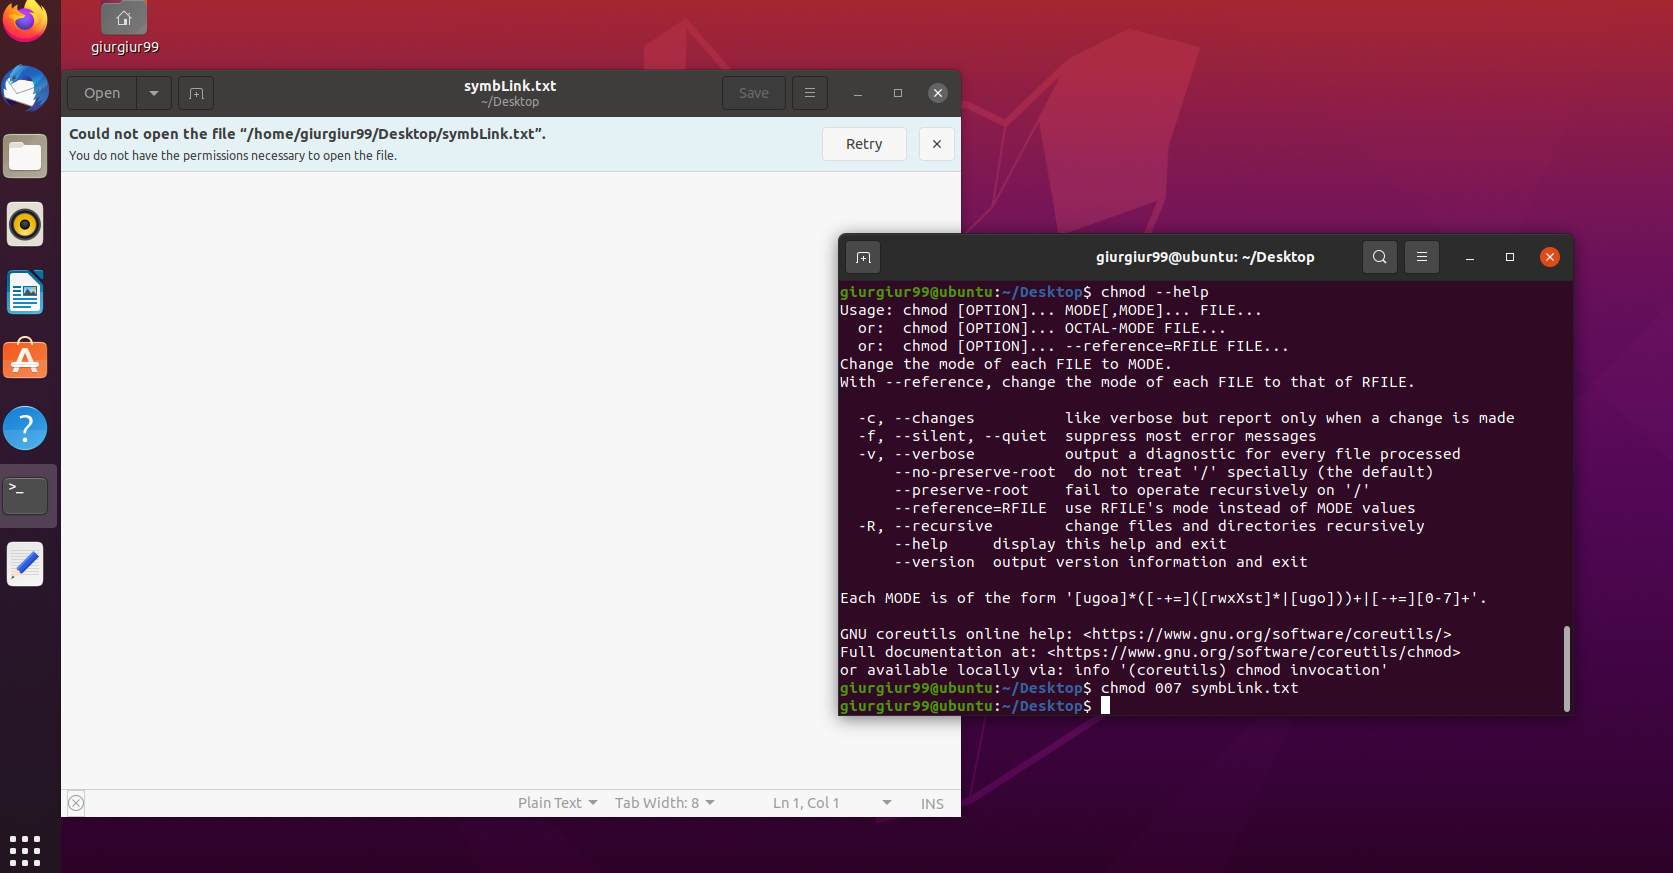 giurgiur99
Open
symbLink.txt
~/Desktop
Save
Could not open the file “/home/giurgiur99/Desktop/symbLink.txt”.
You do not have the permissions necessary to open the file.
Retry
Plain Text
Tab Width: 8
Ln 1, Col 1
INS
giurgiur99@ubuntu: ~/Desktop
giurgiur99@ubuntu:~/Desktop$ chmod --help
Usage: chmod [OPTION]... MODE[,MODE]... FILE...
  or:  chmod [OPTION]... OCTAL-MODE FILE...
  or:  chmod [OPTION]... --reference=RFILE FILE...
Change the mode of each FILE to MODE.
With --reference, change the mode of each FILE to that of RFILE.
  -c, --changes          like verbose but report only when a change is made
  -f, --silent, --quiet  suppress most error messages
  -v, --verbose          output a diagnostic for every file processed
      --no-preserve-root  do not treat '/' specially (the default)
      --preserve-root    fail to operate recursively on '/'
      --reference=RFILE  use RFILE's mode instead of MODE values
  -R, --recursive        change files and directories recursively
      --help     display this help and exit
      --version  output version information and exit
Each MODE is of the form '[ugoa]*([-+=]([rwxXst]*|[ugo]))+|[-+=][0-7]+'.
GNU coreutils online help: <https://www.gnu.org/software/coreutils/>
Full documentation at: <https://www.gnu.org/software/coreutils/chmod>
or available locally via: info '(coreutils) chmod invocation'
giurgiur99@ubuntu:~/Desktop$ chmod 007 symbLink.txt
giurgiur99@ubuntu:~/Desktop$